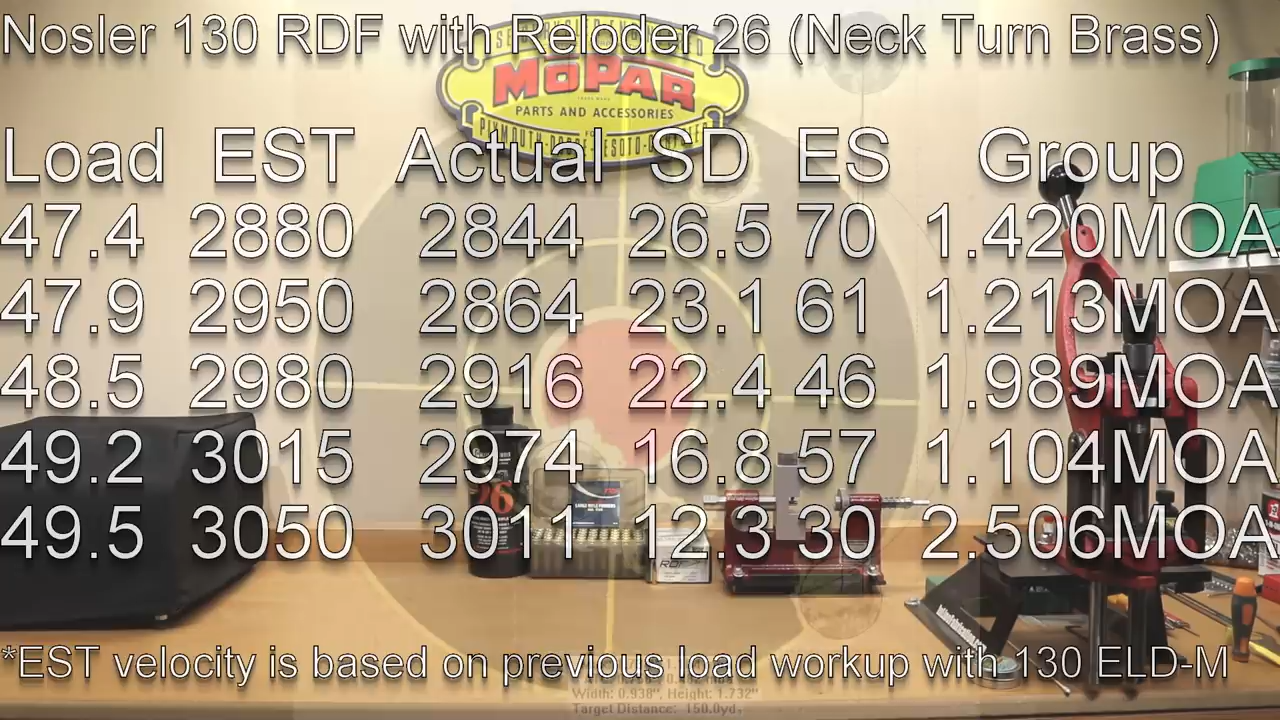 Nosler 130 RDF with Reloder 26 (Neck Turn Brass)
MOPAR
PARTS AND ACCESSORIES
Load EST Actual SD ES Group
47.4 2880 2844 26.5 70 1.420MOA
47.9 2950 2864 23.1 61 1.213MOA
48.5 2980 2916 22.4 46 1.989MOA
49.2 3015 2974 16.8 57 1.104MOA
49.5 3050 3011 12.3 30 2.506MOA
26
RDF
*EST velocity is based on previous load workup with 130 ELD-M
Width: 0.938", Height: 1.732"
Target Distance: 150.0yd.